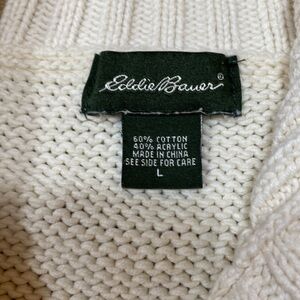 Eddie Bauer®
60% COTTON
40% ACRYLIC
MADE IN CHINA
SEE SIDE FOR CARE
L